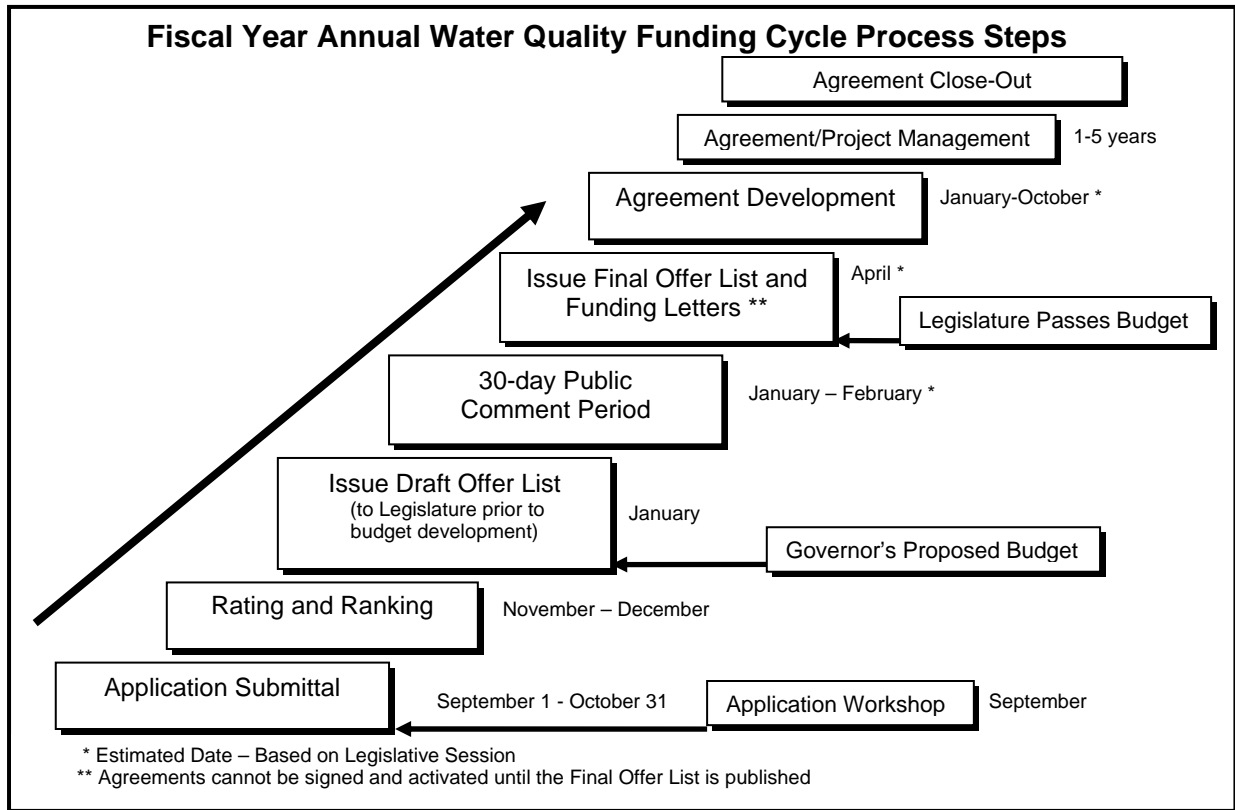 Fiscal Year Annual Water Quality Funding Cycle Process Steps
Agreement Close-Out
Agreement/Project Management
1-5 years
Agreement Development
January-October *
Issue Final Offer List and
Funding Letters **
April *
Legislature Passes Budget
30-day Public
Comment Period
January – February *
Issue Draft Offer List
(to Legislature prior to
budget development)
January
Governor's Proposed Budget
Rating and Ranking
November – December
Application Submittal
September 1 - October 31
Application Workshop
September
* Estimated Date – Based on Legislative Session
** Agreements cannot be signed and activated until the Final Offer List is published